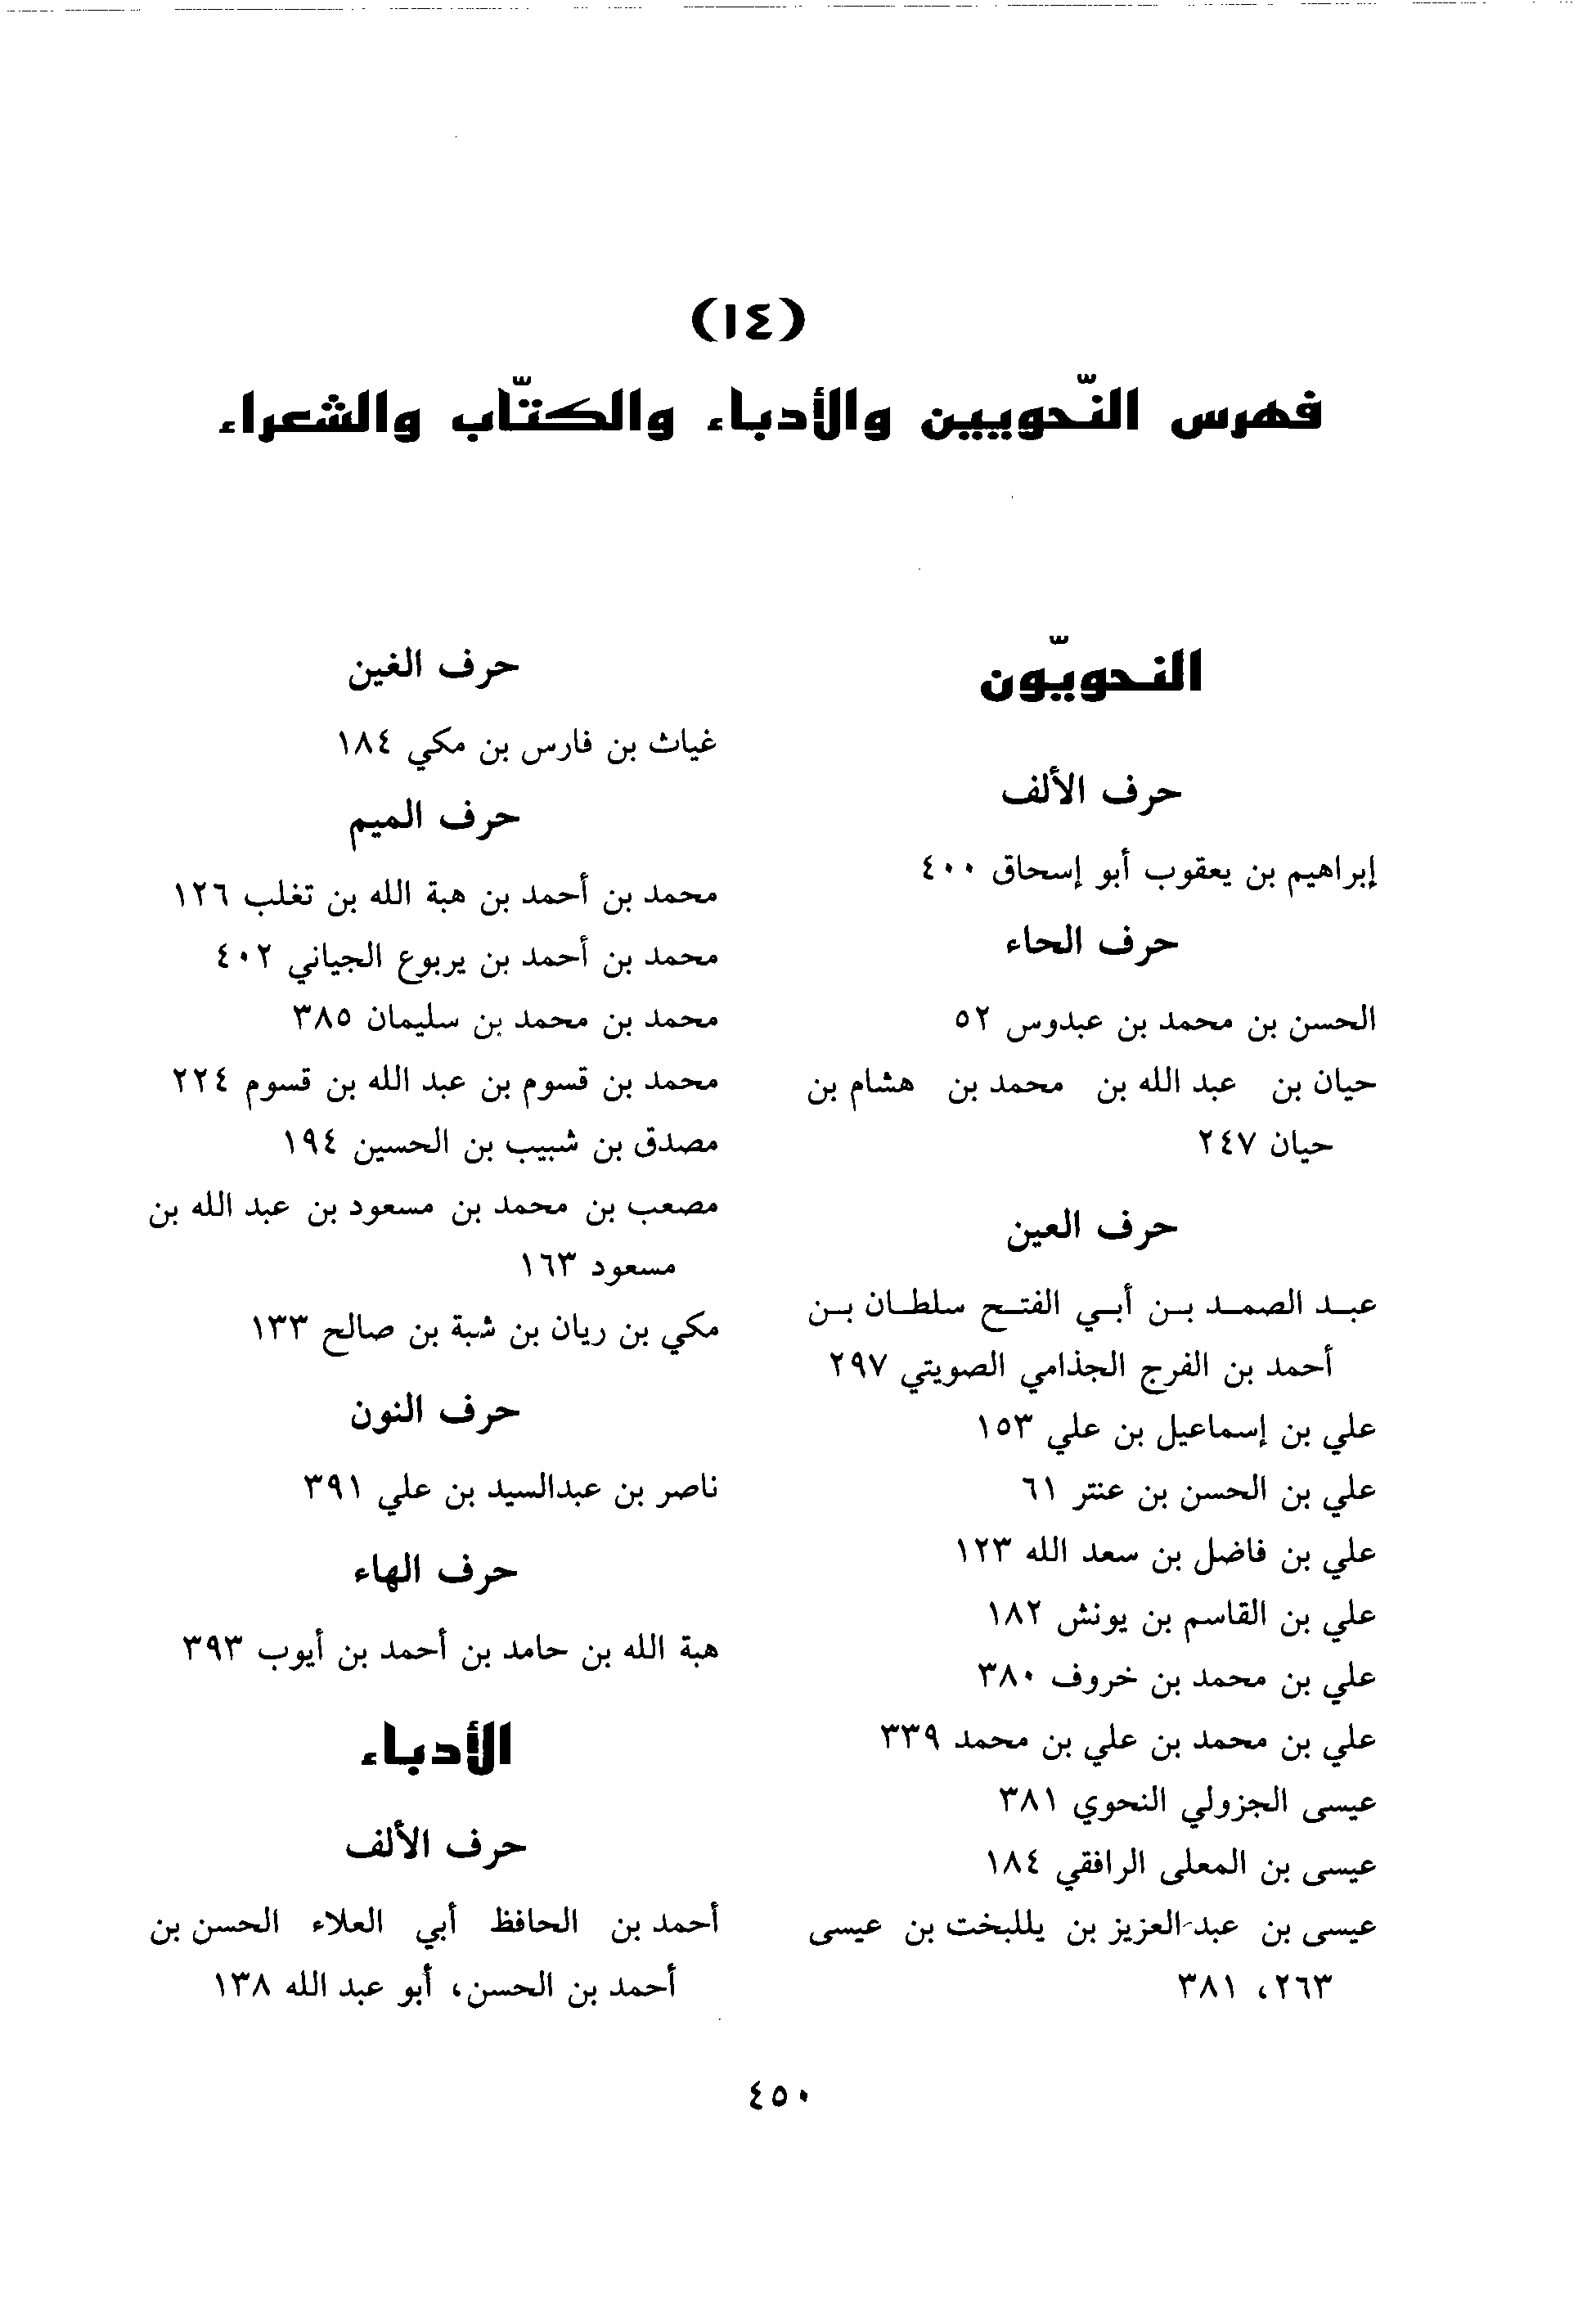 (١٤)
فهرس النّحويين والأدباء والكتّاب والشعراء
النحويّون
حرف الألف
إبراهيم بن يعقوب أبو إسحاق ٤٠٠
حرف الحاء
الحسن بن محمد بن عبدوس ٥٢
حيان بن عبد الله بن محمد بن هشام بن
حيان ٢٤٧
حرف العين
عبد الصمد بن أبي الفتح سلطان بن
أحمد بن الفرج الجذامي الصويتي ٢٩٧
علي بن إسماعيل بن علي ١٥٣
علي بن الحسن بن عنتر ٦١
علي بن فاضل بن سعد الله ١٢٣
علي بن القاسم بن يونش ١٨٢
علي بن محمد بن خروف ٣٨٠
علي بن محمد بن علي بن محمد ٣٣٩
عيسى الجزولي النحوي ٣٨١
عيسى بن المعلى الرافقي ١٨٤
عيسى بن عبد العزيز بن يللبخت بن عيسى
٢٦٣، ٣٨١
حرف الغين
غياث بن فارس بن مكي ١٨٤
حرف الميم
محمد بن أحمد بن هبة الله بن تغلب ١٢٦
محمد بن أحمد بن يربوع الجياني ٤٠٢
محمد بن محمد بن سليمان ٣٨٥
محمد بن قسوم بن عبد الله بن قسوم ٢٢٤
مصدق بن شبيب بن الحسين ١٩٤
مصعب بن محمد بن مسعود بن عبد الله بن
مسعود ١٦٣
مكي بن ريان بن شبة بن صالح ١٣٣
حرف النون
ناصر بن عبدالسيد بن علي ٣٩١
حرف الهاء
هبة الله بن حامد بن أحمد بن أيوب ٣٩٣
الأدباء
حرف الألف
أحمد بن الحافظ أبي العلاء الحسن بن
أحمد بن الحسن، أبو عبد الله ١٣٨
٤٥٠